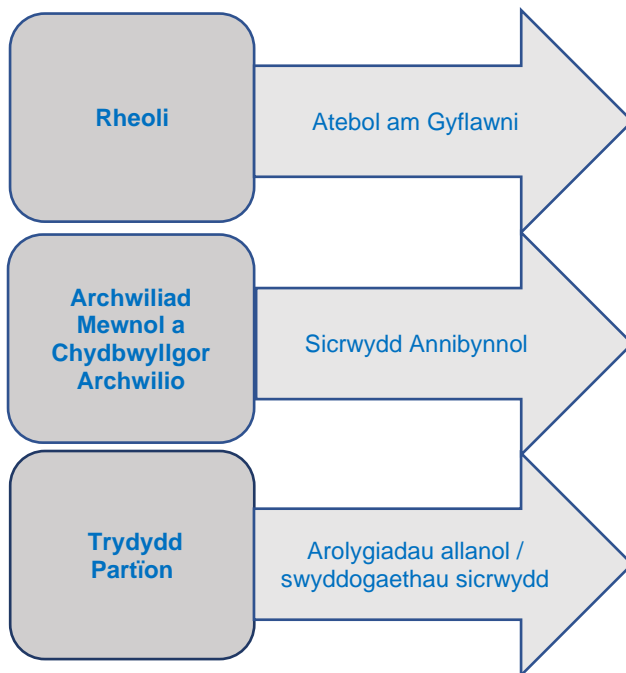 Rheoli
Atebol am Gyflawni
Archwiliad
Mewnol a
Chydbwyllgor
Archwilio
Sicrwydd Annibynnol
Trydydd
Partïon
Arolygiadau allanol /
swyddogaethau sicrwydd